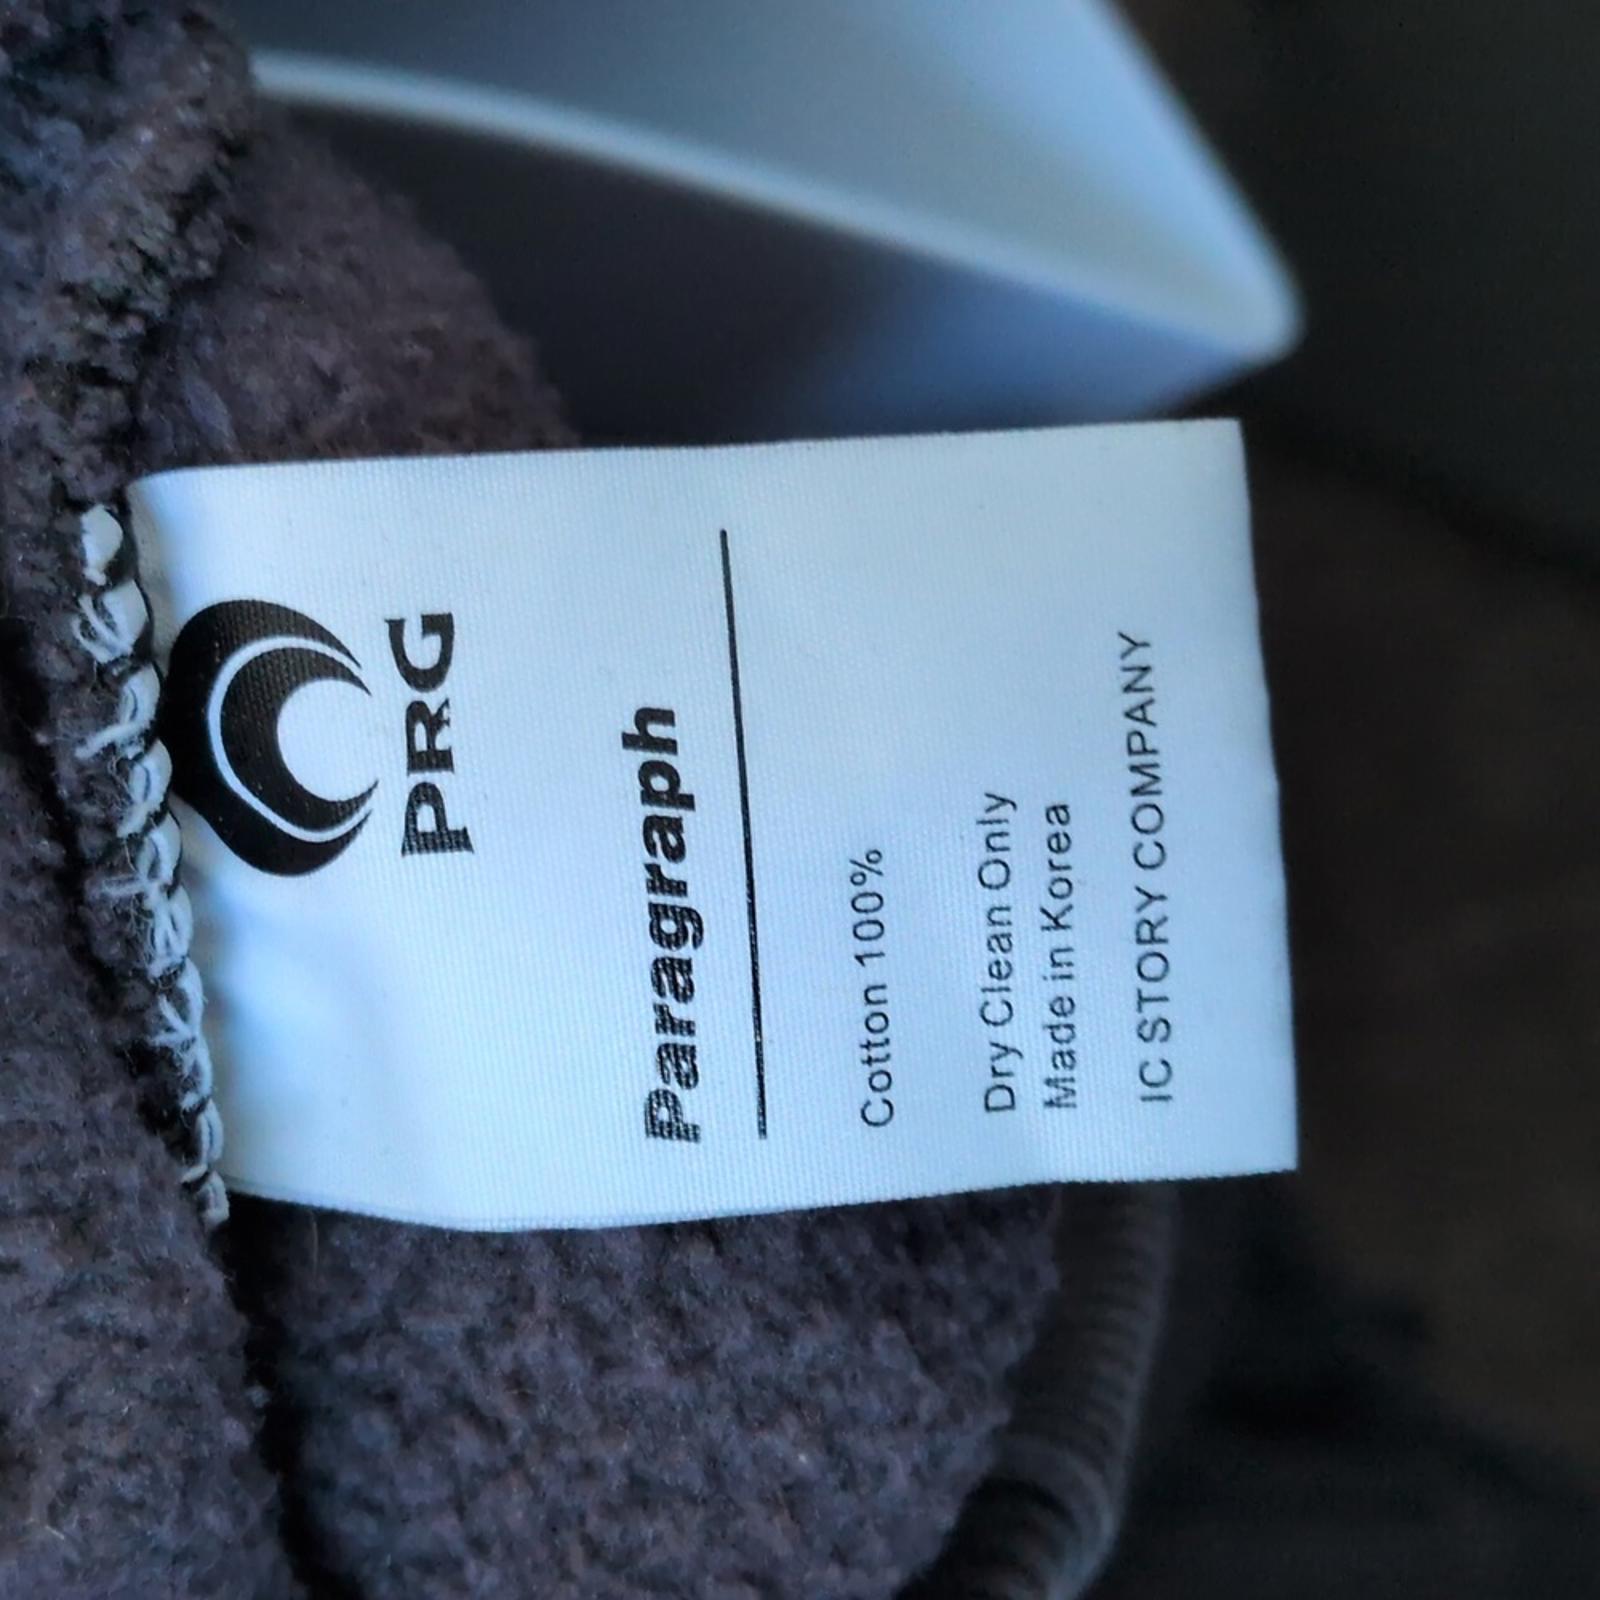 PRG
Paragraph
Cotton 100%
Dry Clean Only
Made in Korea
IC STORY COMPANY